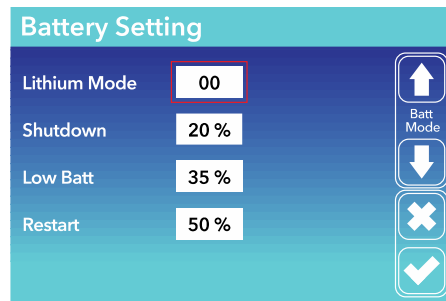 Battery Setting
Lithium Mode 00
Shutdown 20 %
Low Batt 35 %
Restart 50 %
Batt
Mode